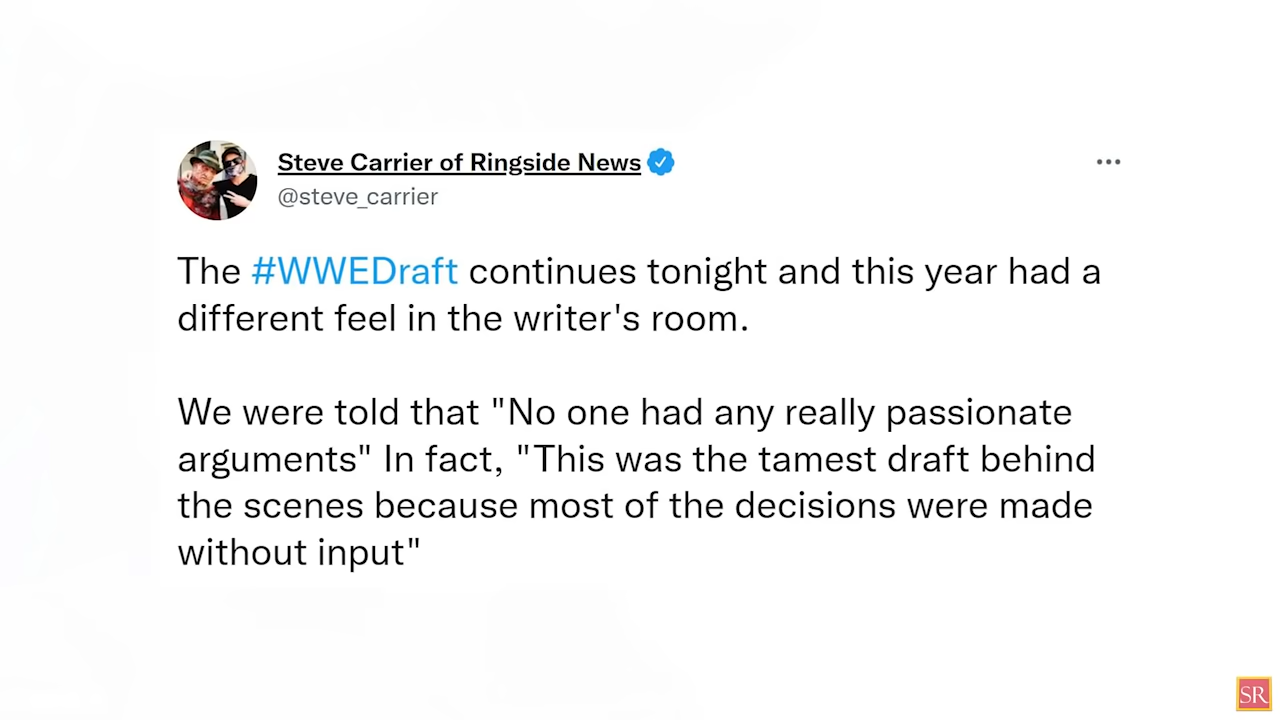 Steve Carrier of Ringside News
@steve_carrier
The #WWEDraft continues tonight and this year had a
different feel in the writer's room.
We were told that "No one had any really passionate
arguments" In fact, "This was the tamest draft behind
the scenes because most of the decisions were made
without input"
SR